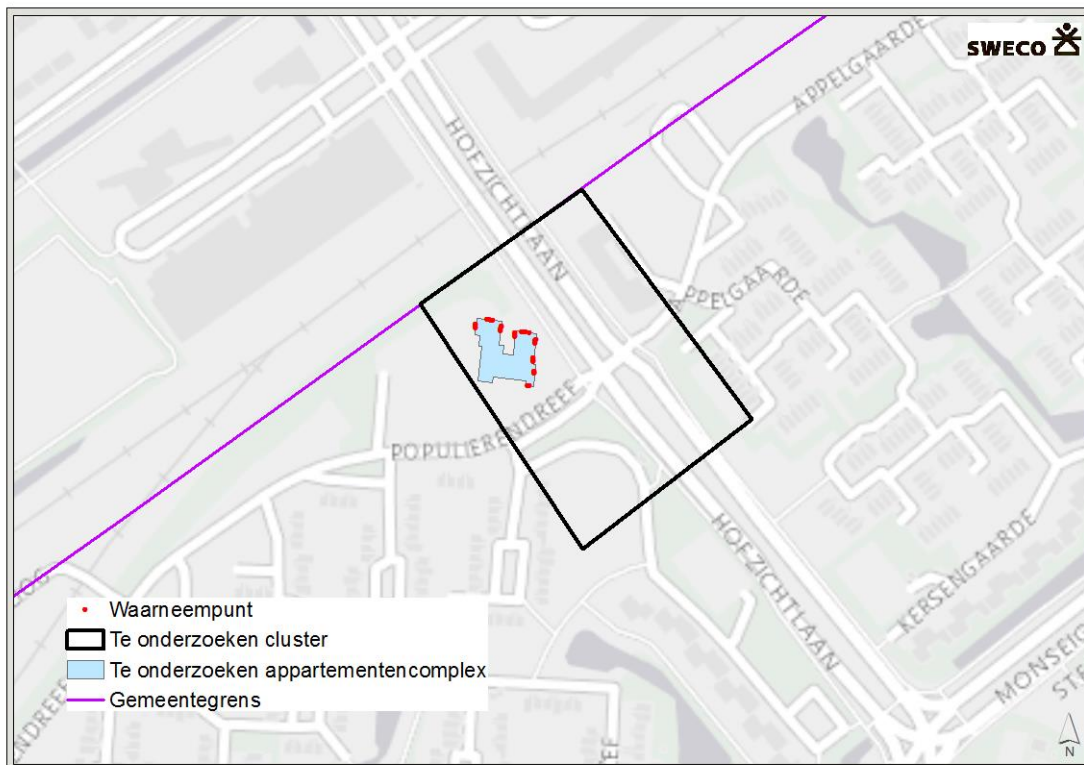 SWECO
APPELGAARDE
HOFZICHTLAAN
APPELGAARDE
POPULIERENDREEF
HOFZICHTLAAN
KERSENGAARDE
Waarneempunt
Te onderzoeken cluster
Te onderzoeken appartementencomplex
Gemeentegrens
N